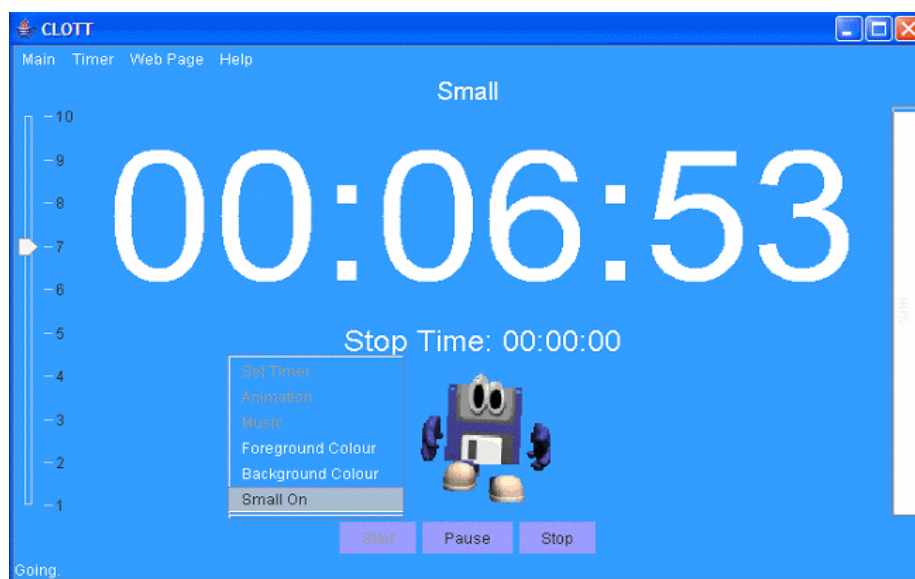 CLOTT
Main Timer Web Page Help
Small
10
9
8
7
6
5
4
3
2
1
00:06:53
Stop Time: 00:00:00
Set Timer
Animation
Music
Foreground Colour
Background Colour
Small On
Start Pause Stop
Going.